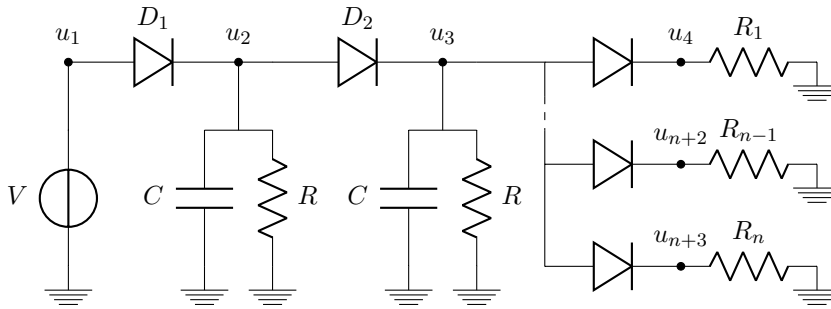 D₁
D₂
u₁
u₂
u₃
u₄
R₁
uₙ₊₂
Rₙ₋₁
V
C
R
C
R
uₙ₊₃
Rₙ